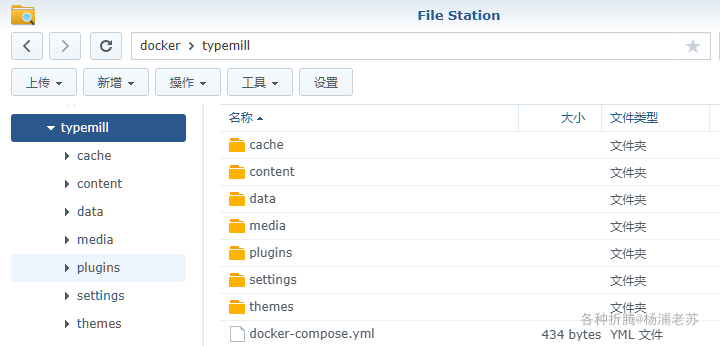 File Station
docker > typemill
上传 新增 操作 工具 设置
typemill
cache
content
data
media
plugins
settings
themes
名称 大小 文件类型
cache 文件夹
content 文件夹
data 文件夹
media 文件夹
plugins 文件夹
settings 文件夹
themes 文件夹
docker-compose.yml 434 bytes YML 文件
各种折腾@杨浦老苏